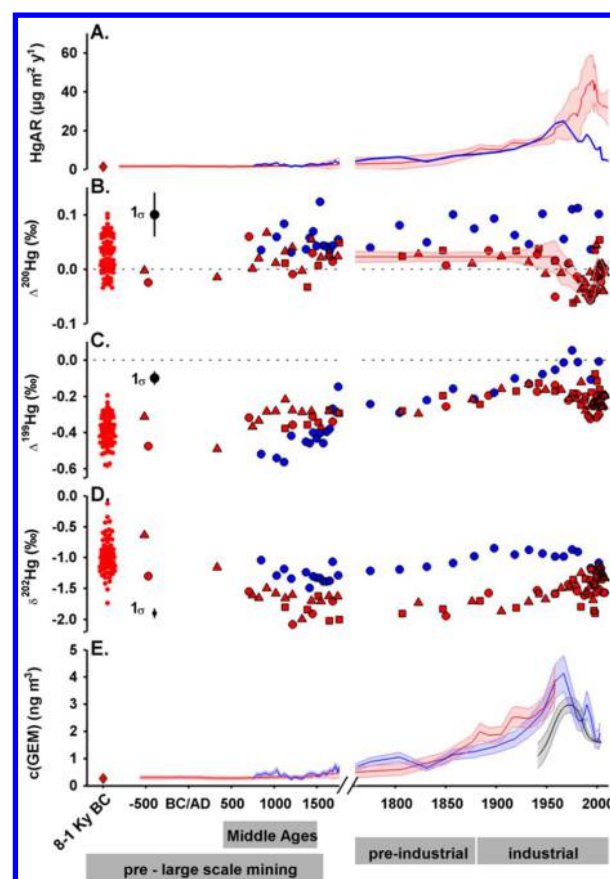 A.
HgAR (μg m² y¹)
60
40
20
0
B.
Δ ²⁰⁰Hg (‰)
0.1
0.0
-0.1
1σ
C.
Δ ¹⁹⁹Hg (‰)
0.0
-0.2
-0.4
-0.6
1σ
D.
δ ²⁰²Hg (‰)
0.0
-0.5
-1.0
-1.5
-2.0
1σ
E.
c(GEM) (ng m³)
5
4
3
2
1
0
8-1 Ky BC
-500
BC/AD
500
1000
1500
1800
1850
1900
1950
2000
Middle Ages
pre - large scale mining
pre-industrial
industrial